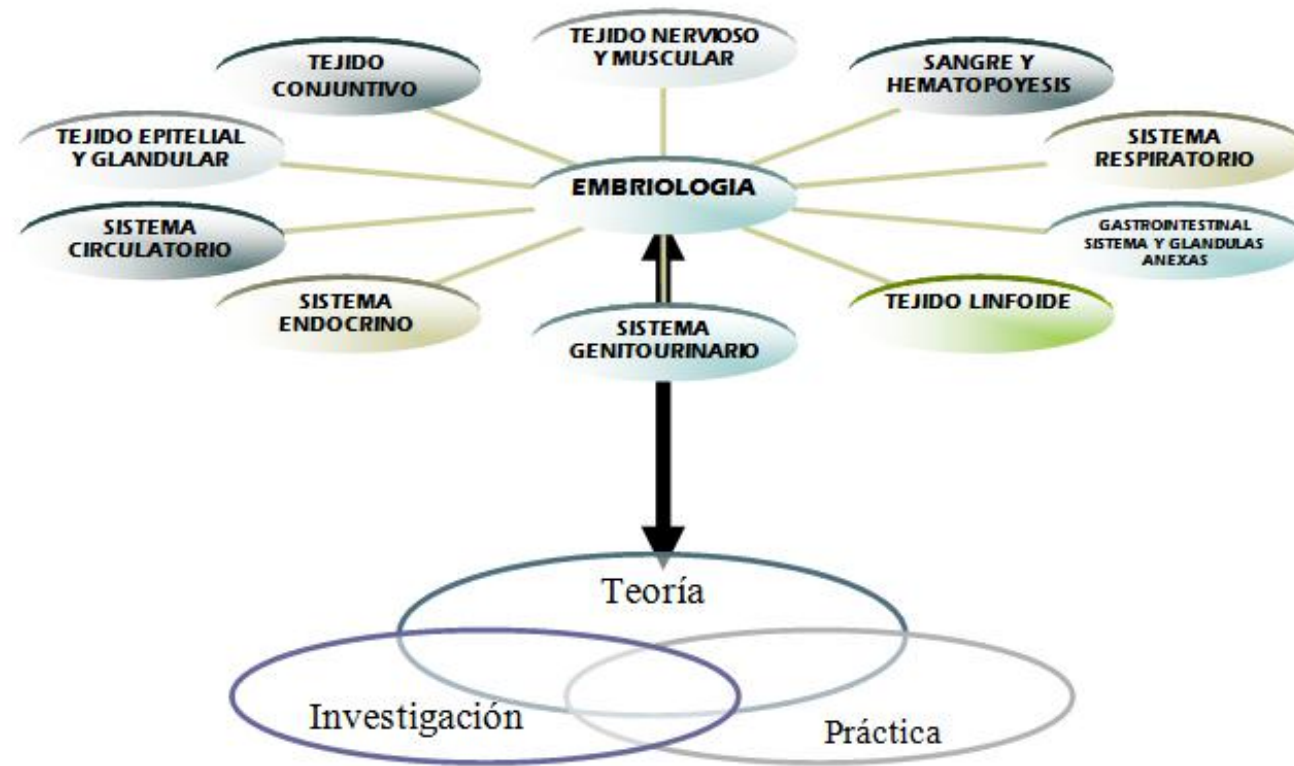 TEJIDO NERVIOSO
Y MUSCULAR
TEJIDO
CONJUNTIVO
SANGRE Y
HEMATOPOYESIS
TEJIDO EPITELIAL
Y GLANDULAR
SISTEMA
RESPIRATORIO
EMBRIOLOGIA
SISTEMA
CIRCULATORIO
GASTROINTESTINAL
SISTEMA Y GLANDULAS
ANEXAS
SISTEMA
ENDOCRINO
TEJIDO LINFOIDE
SISTEMA
GENITOURINARIO
Teoría
Investigación
Práctica